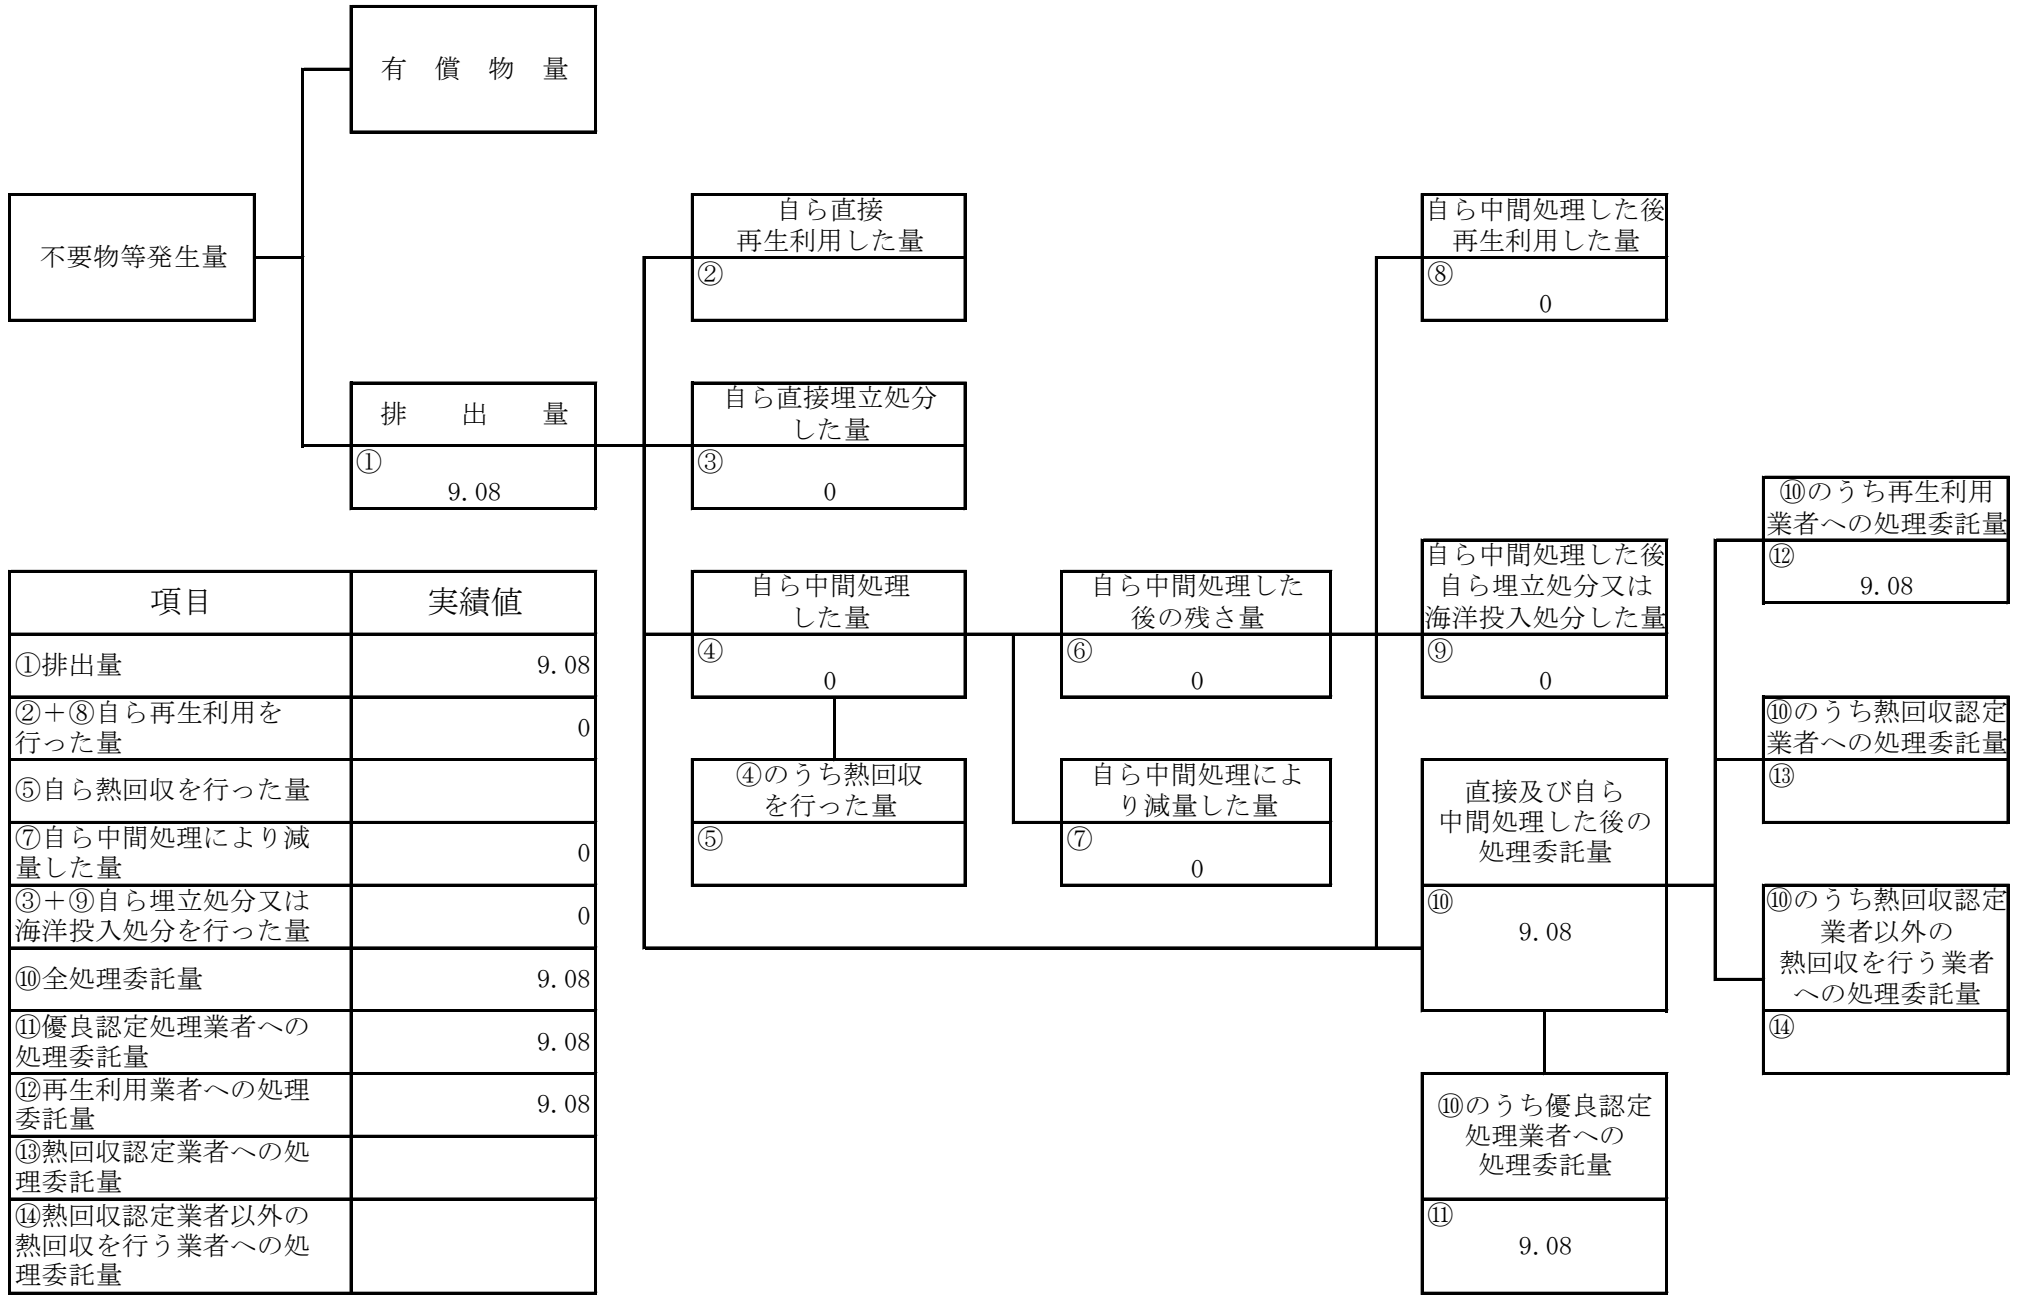 有　償　物　量
不要物等発生量
自ら直接
再生利用した量
②
自ら中間処理した後
再生利用した量
⑧
0
排　出　量
①
9.08
自ら直接埋立処分
した量
③
0
⑩のうち再生利用
業者への処理委託量
⑫
9.08
自ら中間処理
した量
④
0
自ら中間処理した
後の残さ量
⑥
0
自ら中間処理した後
自ら埋立処分又は
海洋投入処分した量
⑨
0
⑩のうち熱回収認定
業者への処理委託量
⑬
④のうち熱回収
を行った量
⑤
自ら中間処理によ
り減量した量
⑦
0
直接及び自ら
中間処理した後の
処理委託量
⑩
9.08
⑩のうち熱回収認定
業者以外の
熱回収を行う業者
への処理委託量
⑭
⑩のうち優良認定
処理業者への
処理委託量
⑪
9.08
項目 実績値
①排出量 9.08
②＋⑧自ら再生利用を
行った量 0
⑤自ら熱回収を行った量
⑦自ら中間処理により減
量した量 0
③＋⑨自ら埋立処分又は
海洋投入処分を行った量 0
⑩全処理委託量 9.08
⑪優良認定処理業者への
処理委託量 9.08
⑫再生利用業者への処理
委託量 9.08
⑬熱回収認定業者への処
理委託量
⑭熱回収認定業者以外の
熱回収を行う業者への処
理委託量